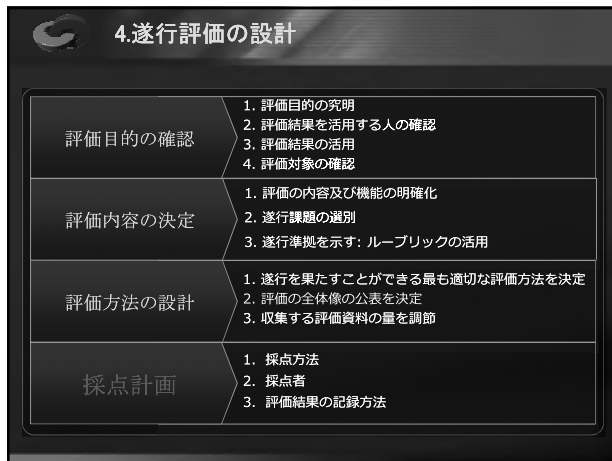 4.遂行評価の設計
評価目的の確認
1. 評価目的の究明
2. 評価結果を活用する人の確認
3. 評価結果の活用
4. 評価対象の確認
評価内容の決定
1. 評価の内容及び機能の明確化
2. 遂行課題の選別
3. 遂行準拠を示す: ルーブリックの活用
評価方法の設計
1. 遂行を果たすことができる最も適切な評価方法を決定
2. 評価の全体像の公表を決定
3. 収集する評価資料の量を調節
採点計画
1. 採点方法
2. 採点者
3. 評価結果の記録方法